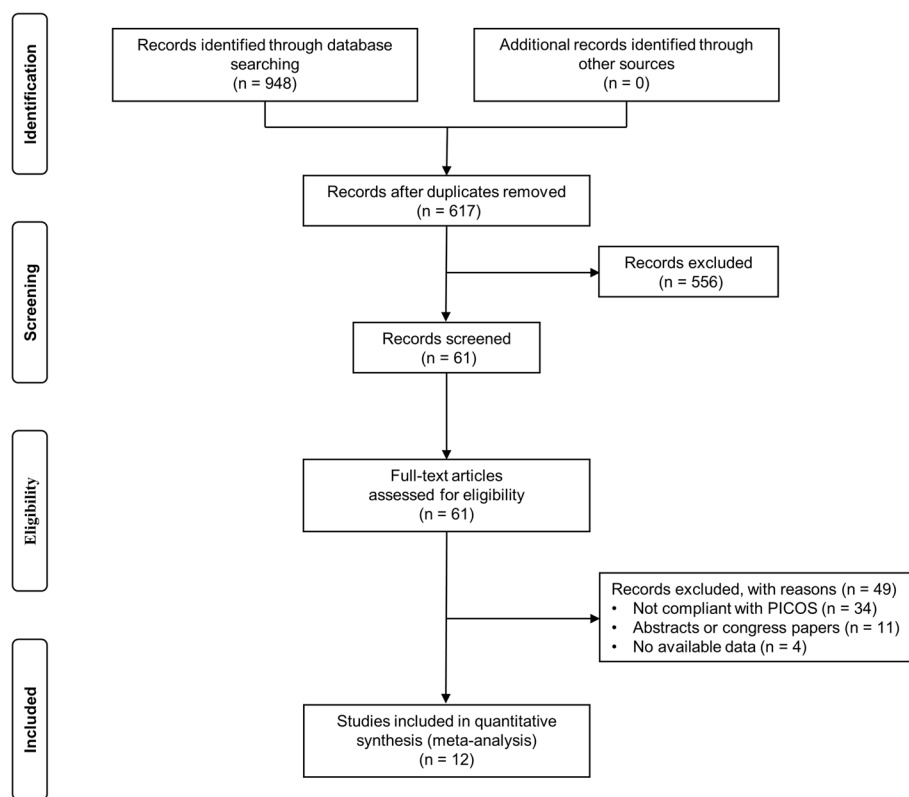 Identification
Records identified through database
searching
(n = 948)
Additional records identified through
other sources
(n = 0)
Records after duplicates removed
(n = 617)
Screening
Records excluded
(n = 556)
Records screened
(n = 61)
Eligibility
Full-text articles
assessed for eligibility
(n = 61)
Records excluded, with reasons (n = 49)
• Not compliant with PICOS (n = 34)
• Abstracts or congress papers (n = 11)
• No available data (n = 4)
Included
Studies included in quantitative
synthesis (meta-analysis)
(n = 12)